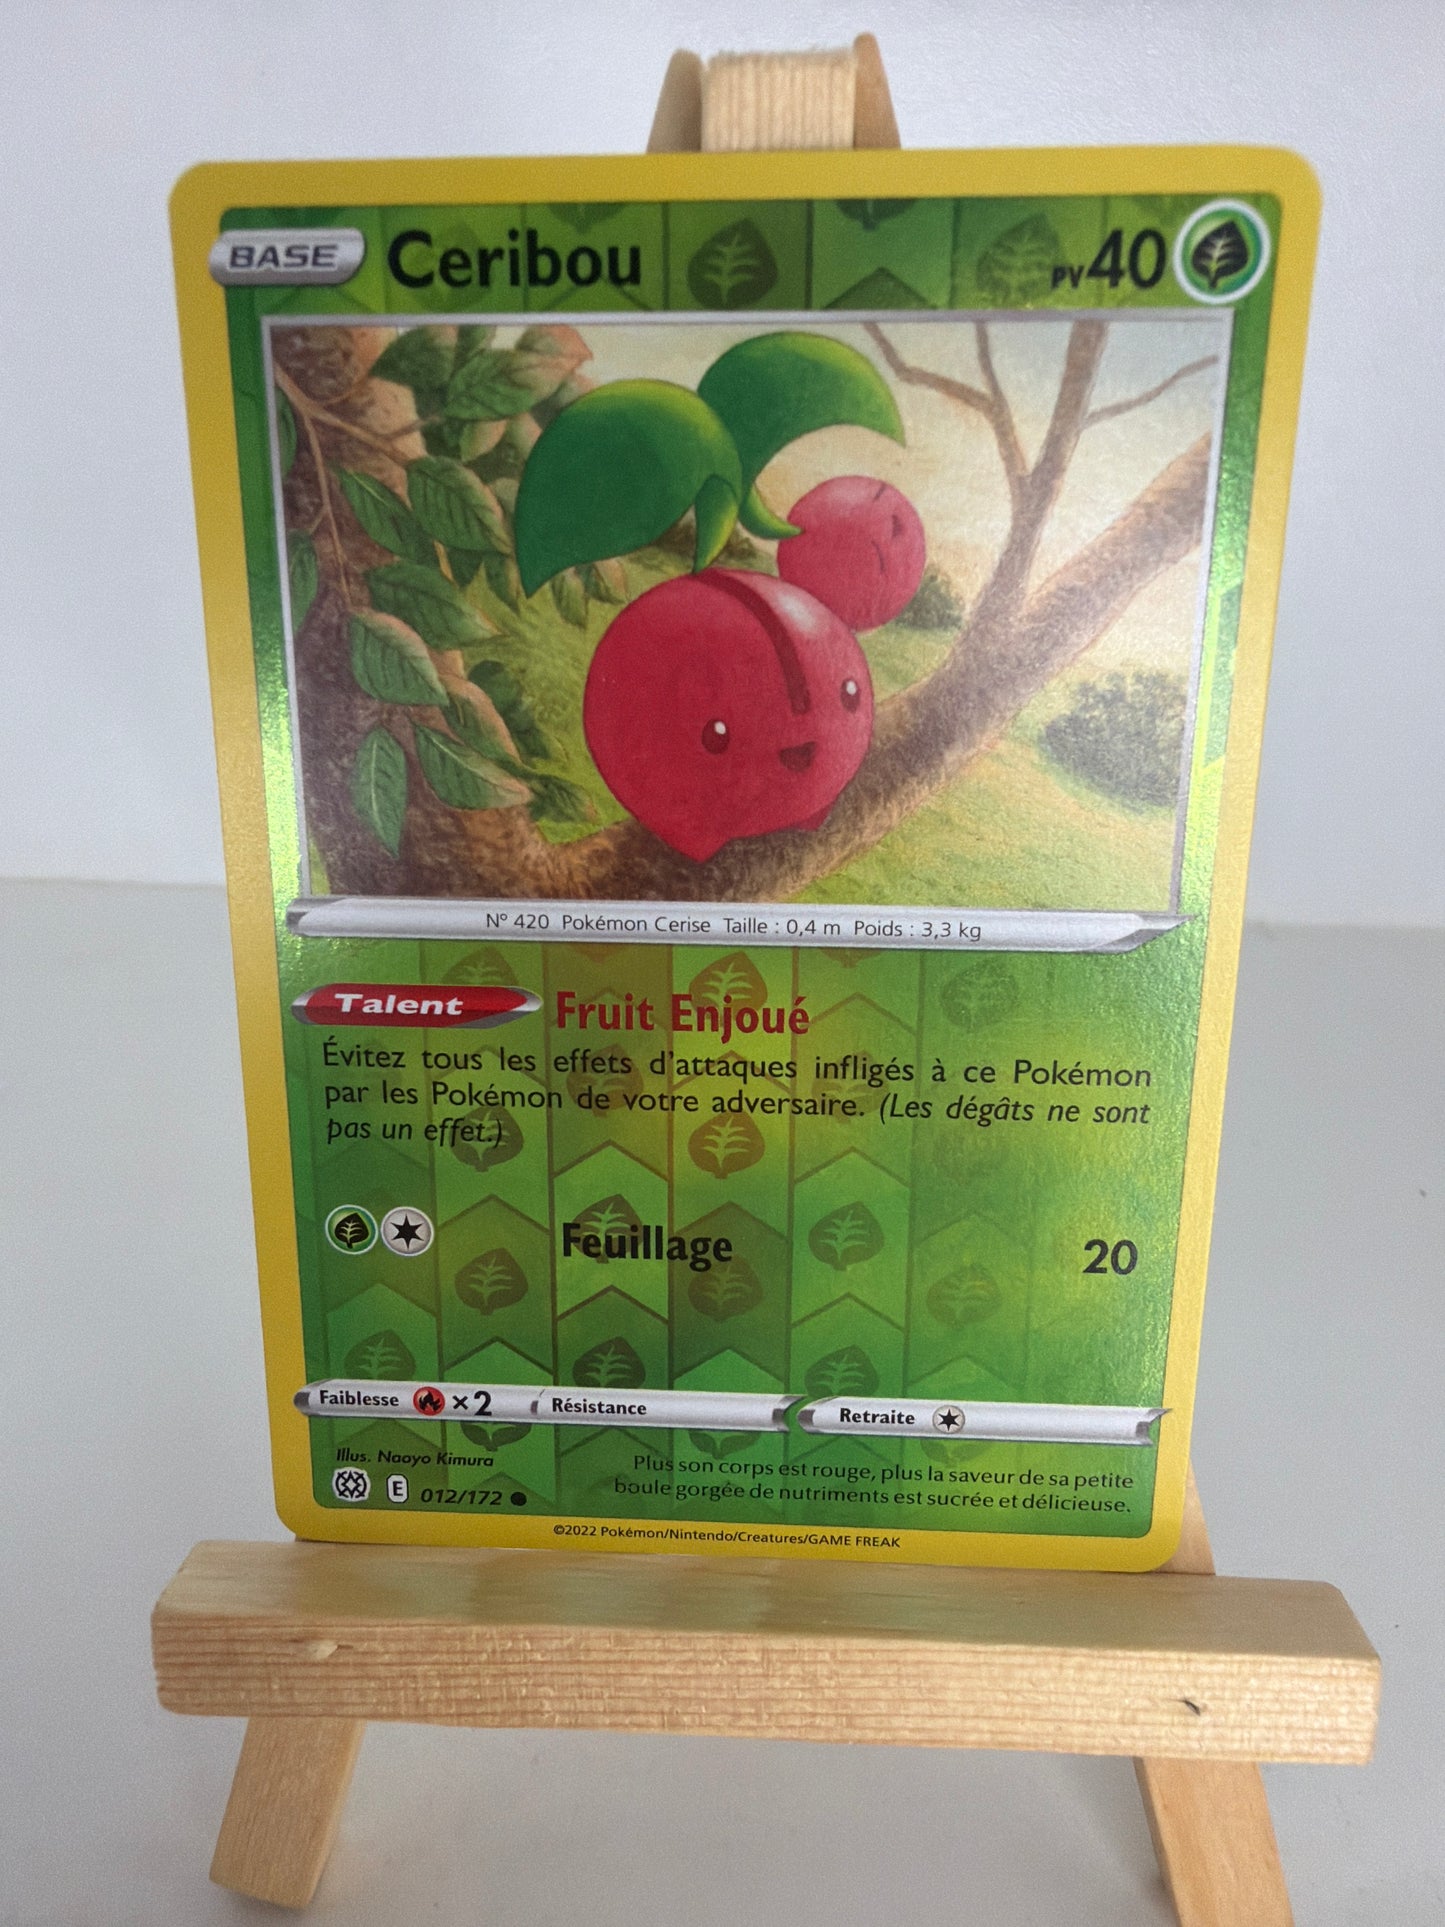 BASE Ceribou PV 40
N° 420 Pokémon Cerise Taille : 0,4 m Poids : 3,3 kg
Talent Fruit Enjoué
Évitez tous les effets d'attaques infligés à ce Pokémon
par les Pokémon de votre adversaire. (Les dégâts ne sont
pas un effet.)
Feuillage 20
Faiblesse ×2 Résistance Retraite
Illus. Naoyo Kimura
Plus son corps est rouge, plus la saveur de sa petite
boule gorgée de nutriments est sucrée et délicieuse.
E 012/172
©2022 Pokémon/Nintendo/Creatures/GAME FREAK